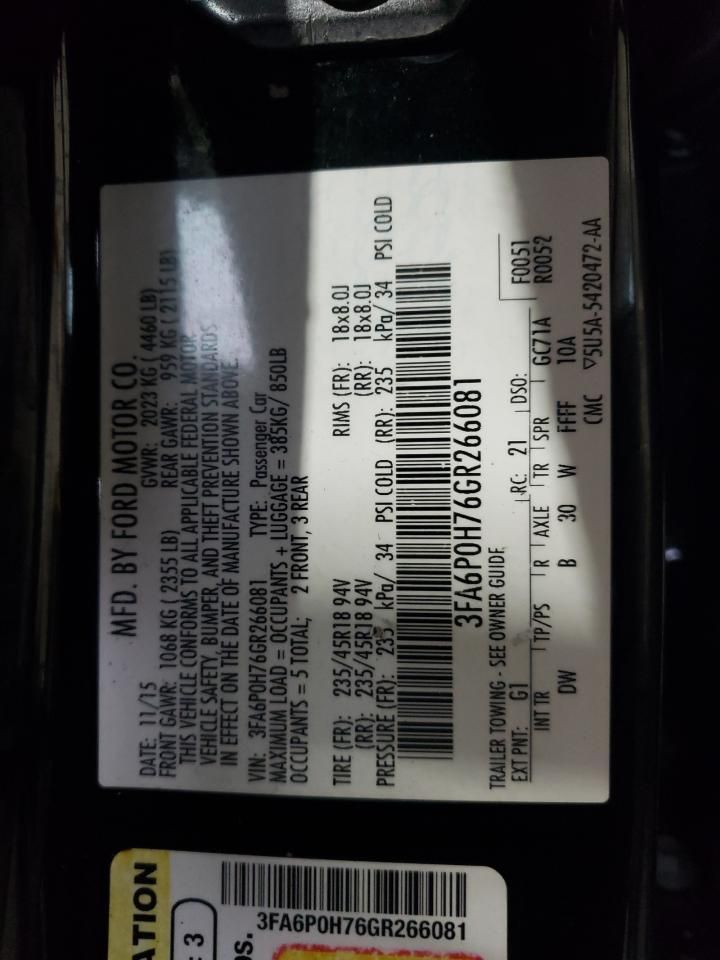 MFD. BY FORD MOTOR CO.
DATE: 11/15 GVWR: 2023 KG ( 4460 LB)
FRONT GAWR: 1068 KG ( 2355 LB) REAR GAWR: 959 KG ( 2115 LB)
THIS VEHICLE CONFORMS TO ALL APPLICABLE FEDERAL MOTOR
VEHICLE SAFETY, BUMPER, AND THEFT PREVENTION STANDARDS
IN EFFECT ON THE DATE OF MANUFACTURE SHOWN ABOVE.
VIN: 3FA6P0H76GR266081 TYPE: Passenger Car
MAXIMUM LOAD = OCCUPANTS + LUGGAGE = 385KG/ 850LB
OCCUPANTS = 5 TOTAL; 2 FRONT, 3 REAR
TIRE (FR): 235/45R18 94V RIMS (FR): 18x8.0J
(RR): 235/45R18 94V (RR): 18x8.0J
PRESSURE (FR): 235 kPa/ 34 PSI COLD (RR): 235 kPa/ 34 PSI COLD
3FA6P0H76GR266081
TRAILER TOWING - SEE OWNER GUIDE
EXT PNT: G1 RC: 21 DSO: F0051
INT TR TP/PS R AXLE TR SPR GC71A R0052
DW B 30 W FFFF 10A
CMC ▽5U5A-5420472-AA
ATION
: 3
os.
3FA6P0H76GR266081